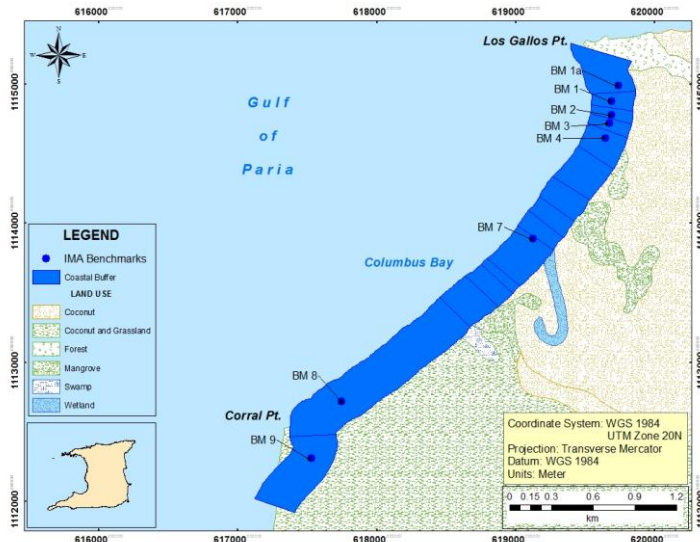 616000
617000
618000
619000
620000
Los Gallos Pt.
BM 1a
1115000
1115000
BM 1
Gulf
BM 2
of
BM 3
BM 4
Paria
1114000
1114000
BM 7
LEGEND
IMA Benchmarks
Columbus Bay
Coastal Buffer
LAND USE
Coconut
Coconut and Grassland
Forest
Mangrove
Swamp
Wetland
1113000
1113000
BM 8
Corral Pt.
BM 9
Coordinate System: WGS 1984
UTM Zone 20N
Projection: Transverse Mercator
Datum: WGS 1984
Units: Meter
0 0.15 0.3 0.6 0.9 1.2
km
1112000
1112000
616000
617000
618000
619000
620000